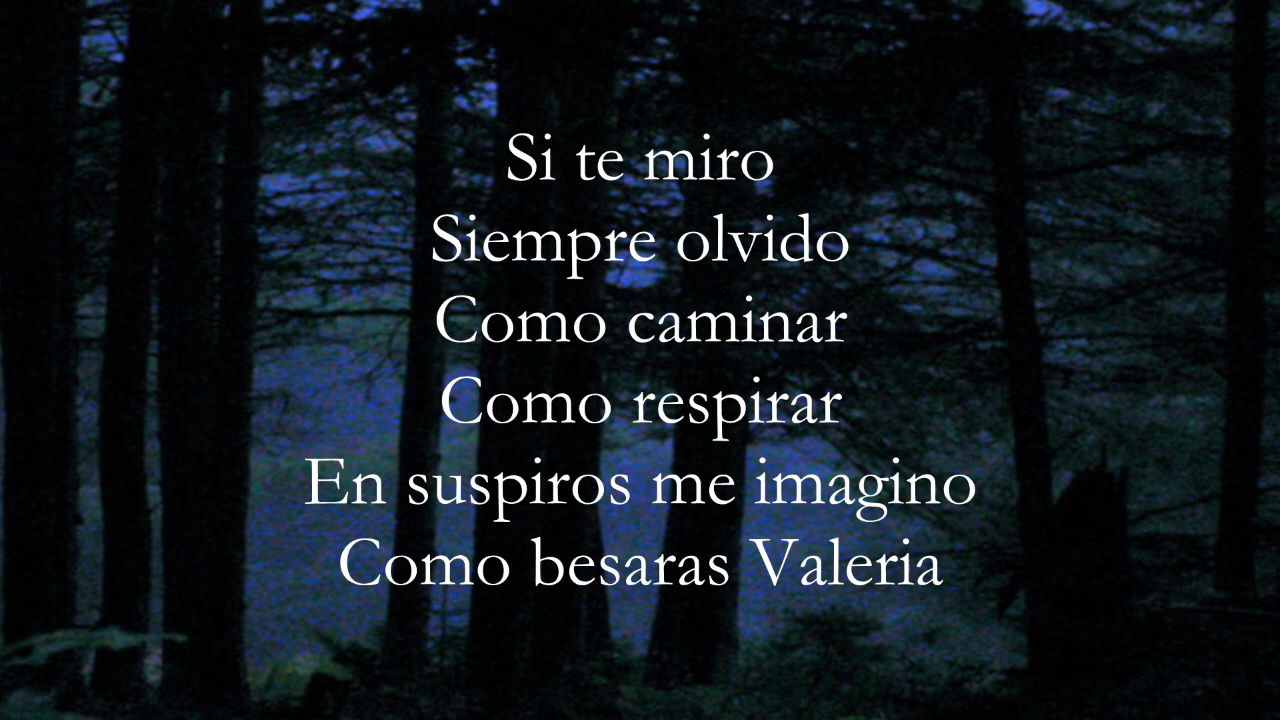 Si te miro
Siempre olvido
Como caminar
Como respirar
En suspiros me imagino
Como besaras Valeria